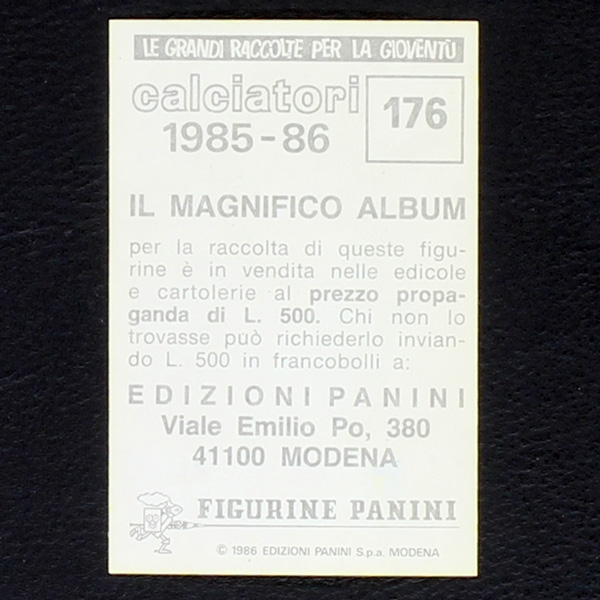 LE GRANDI RACCOLTE PER LA GIOVENTÙ
calciatori
1985-86
176
IL MAGNIFICO ALBUM
per la raccolta di queste figu-
rine è in vendita nelle edicole
e cartolerie al prezzo propa-
ganda di L. 500. Chi non lo
trovasse può richiederlo invian-
do L. 500 in francobolli a:
EDIZIONI PANINI
Viale Emilio Po, 380
41100 MODENA
FIGURINE PANINI
© 1986 EDIZIONI PANINI S.p.a. MODENA